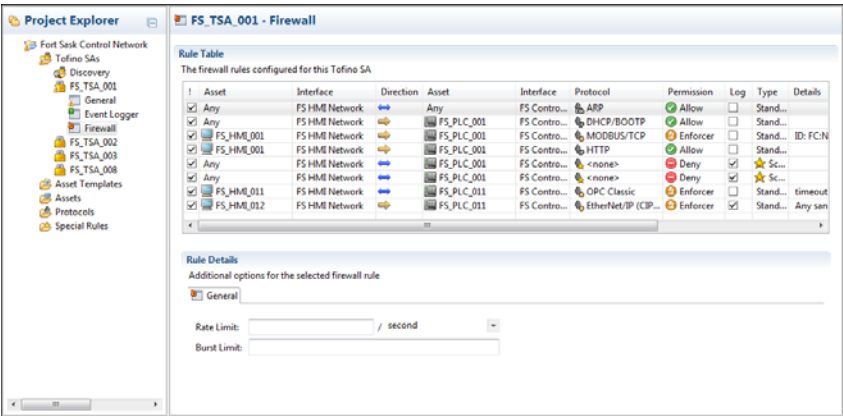 Project Explorer
Fort Sask Control Network
Tofino SAs
Discovery
FS_TSA_001
General
Event Logger
Firewall
FS_TSA_002
FS_TSA_003
FS_TSA_008
Asset Templates
Assets
Protocols
Special Rules
FS_TSA_001 - Firewall
Rule Table
The firewall rules configured for this Tofino SA
! Asset Interface Direction Asset Interface Protocol Permission Log Type Details
Any FS HMI Network Any FS Contro... ARP Allow Stand...
Any FS HMI Network FS_PLC_001 FS Contro... DHCP/BOOTP Allow Stand...
FS_HMI_001 FS HMI Network FS_PLC_001 FS Contro... MODBUS/TCP Enforcer Stand... ID: FC:N
FS_HMI_001 FS HMI Network FS_PLC_001 FS Contro... HTTP Allow Stand...
Any FS HMI Network FS_PLC_001 FS Contro... <none> Deny Sc...
Any FS HMI Network FS_PLC_001 FS Contro... <none> Deny Sc...
FS_HMI_011 FS HMI Network FS_PLC_011 FS Contro... OPC Classic Enforcer Stand... timeout
FS_HMI_012 FS HMI Network FS_PLC_011 FS Contro... EtherNet/IP (CIP... Enforcer Stand... Any san
Rule Details
Additional options for the selected firewall rule
General
Rate Limit: / second
Burst Limit: